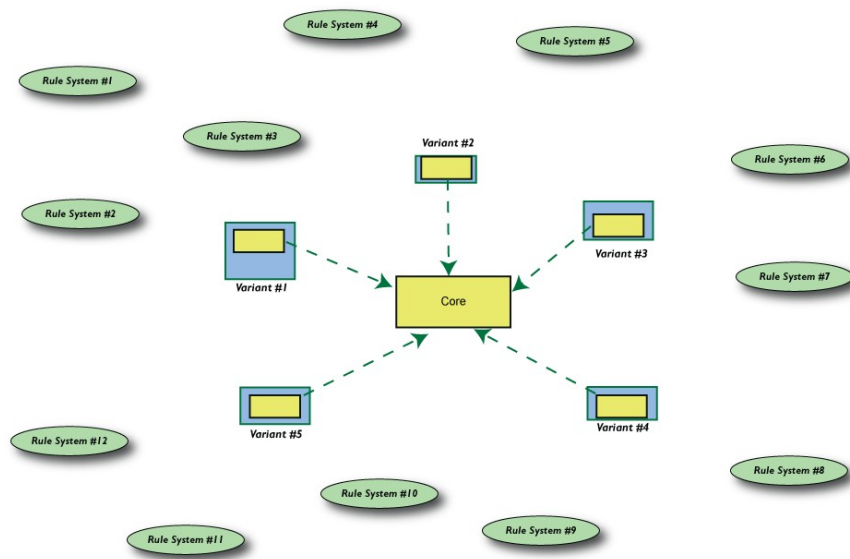 Rule System #4
Rule System #5
Rule System #1
Rule System #3
Variant #2
Rule System #6
Rule System #2
Variant #3
Rule System #7
Variant #1
Core
Variant #4
Variant #5
Rule System #12
Rule System #8
Rule System #10
Rule System #9
Rule System #11